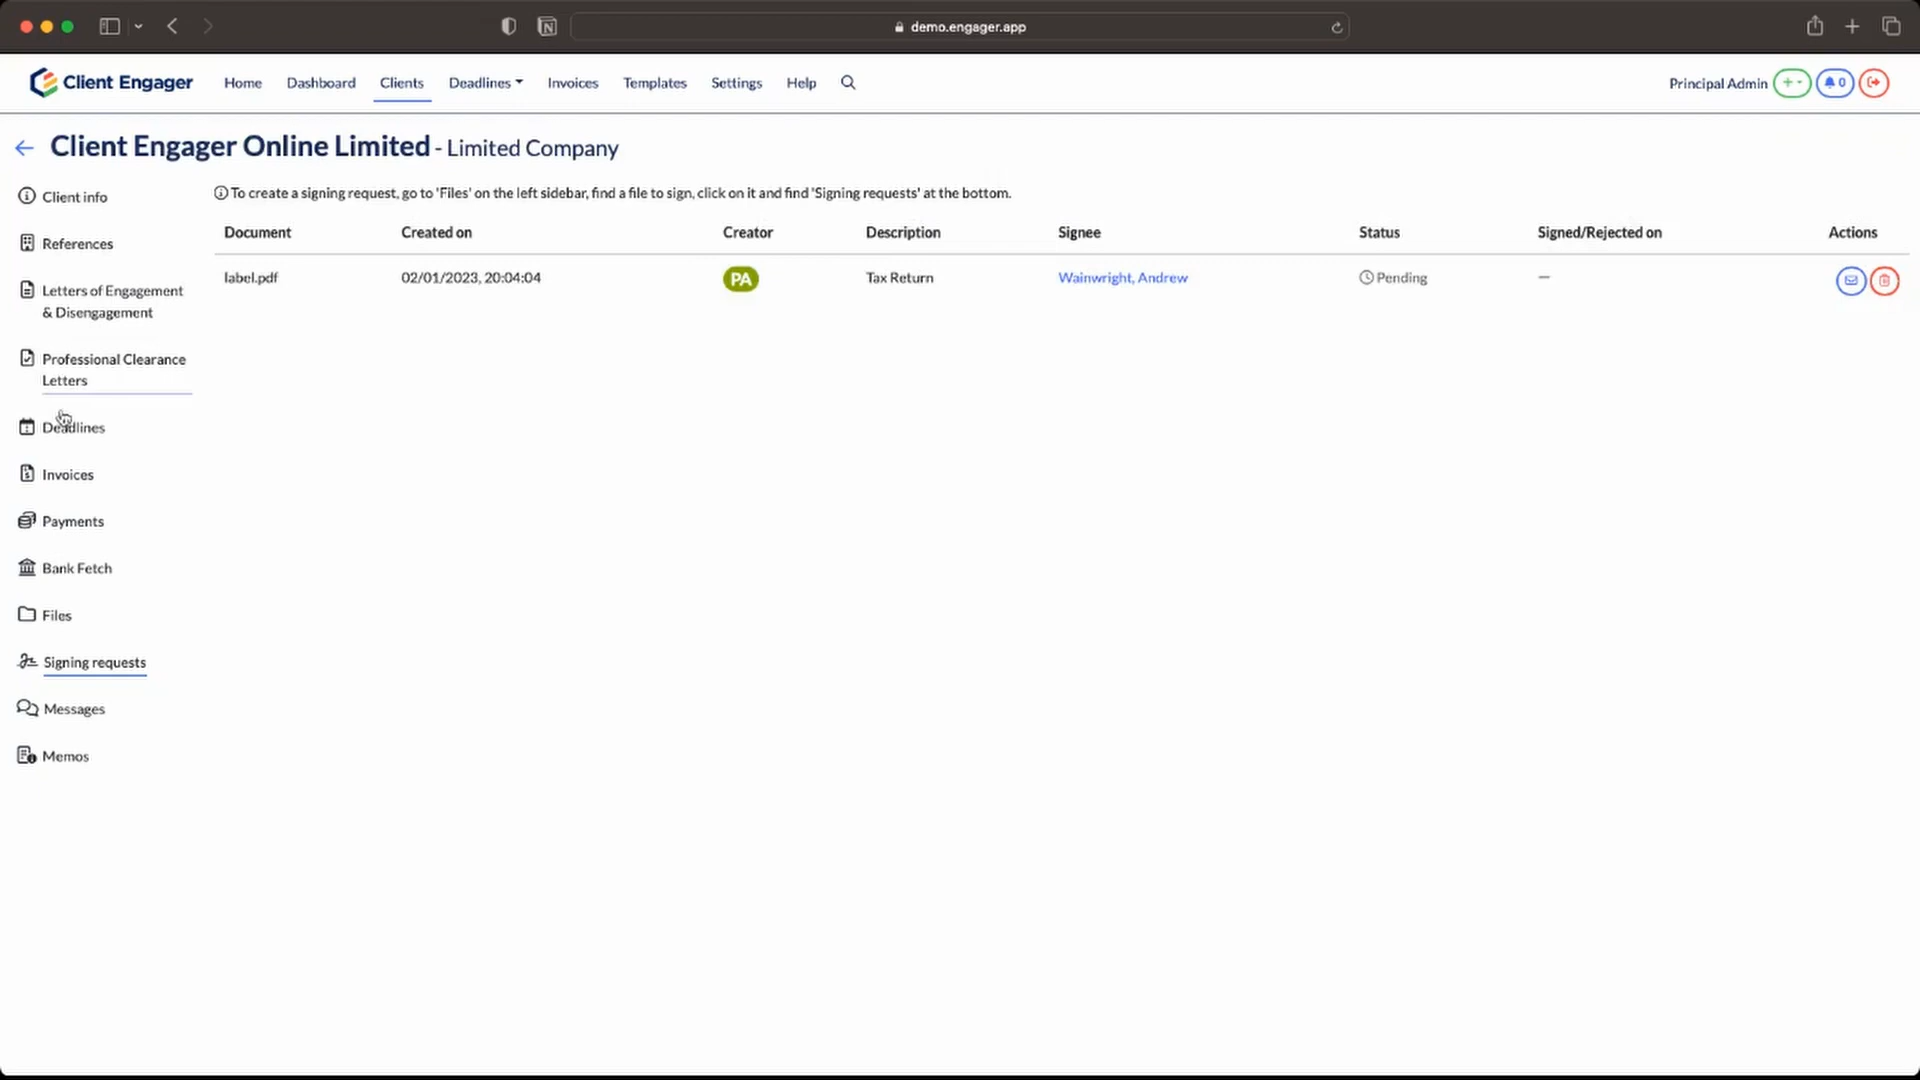 demo.engager.app
Client Engager Home Dashboard Clients Deadlines Invoices Templates Settings Help Principal Admin + 0
Client Engager Online Limited - Limited Company
Client info
References
Letters of Engagement
& Disengagement
Professional Clearance
Letters
Deadlines
Invoices
Payments
Bank Fetch
Files
Signing requests
Messages
Memos
To create a signing request, go to 'Files' on the left sidebar, find a file to sign, click on it and find 'Signing requests' at the bottom.
Document Created on Creator Description Signee Status Signed/Rejected on Actions
label.pdf 02/01/2023, 20:04:04 PA Tax Return Wainwright, Andrew Pending —